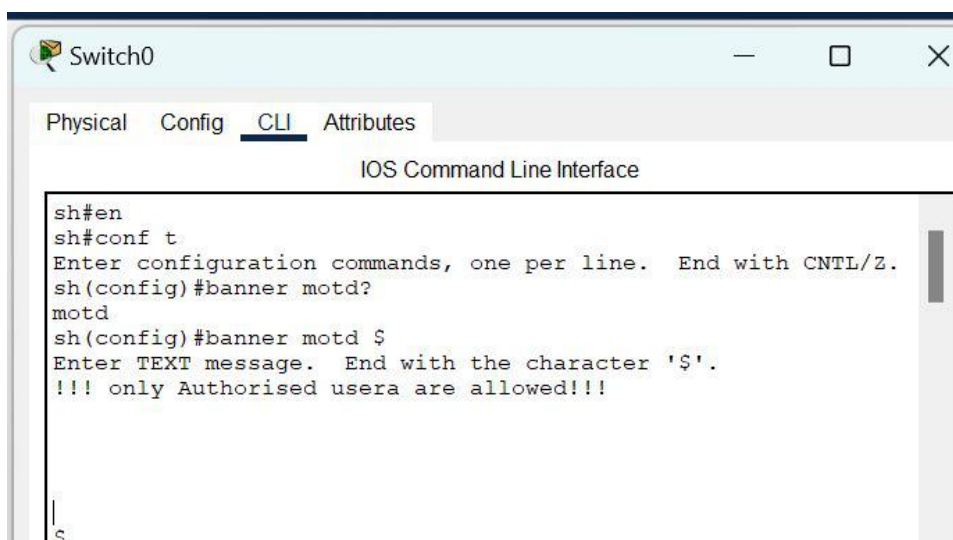 Switch0
Physical Config CLI Attributes
IOS Command Line Interface
sh#en
sh#conf t
Enter configuration commands, one per line.  End with CNTL/Z.
sh(config)#banner motd?
motd
sh(config)#banner motd $
Enter TEXT message.  End with the character '$'.
!!! only Authorised usera are allowed!!!
$